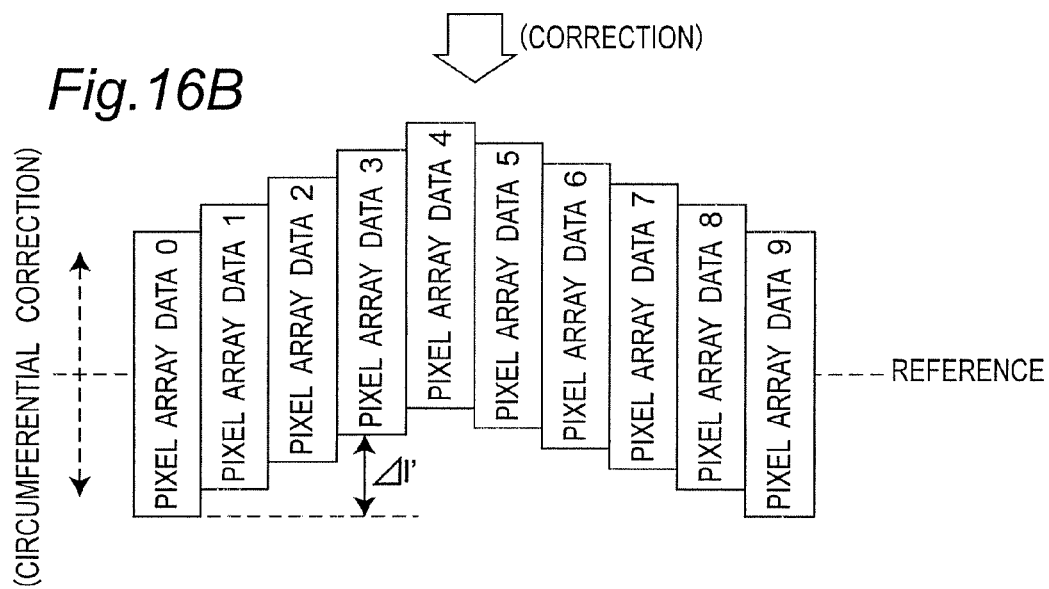 (CORRECTION)
Fig.16B
(CIRCUMFERENTIAL CORRECTION)
PIXEL ARRAY DATA 0
PIXEL ARRAY DATA 1
PIXEL ARRAY DATA 2
PIXEL ARRAY DATA 3
PIXEL ARRAY DATA 4
PIXEL ARRAY DATA 5
PIXEL ARRAY DATA 6
PIXEL ARRAY DATA 7
PIXEL ARRAY DATA 8
PIXEL ARRAY DATA 9
REFERENCE
⊿l'